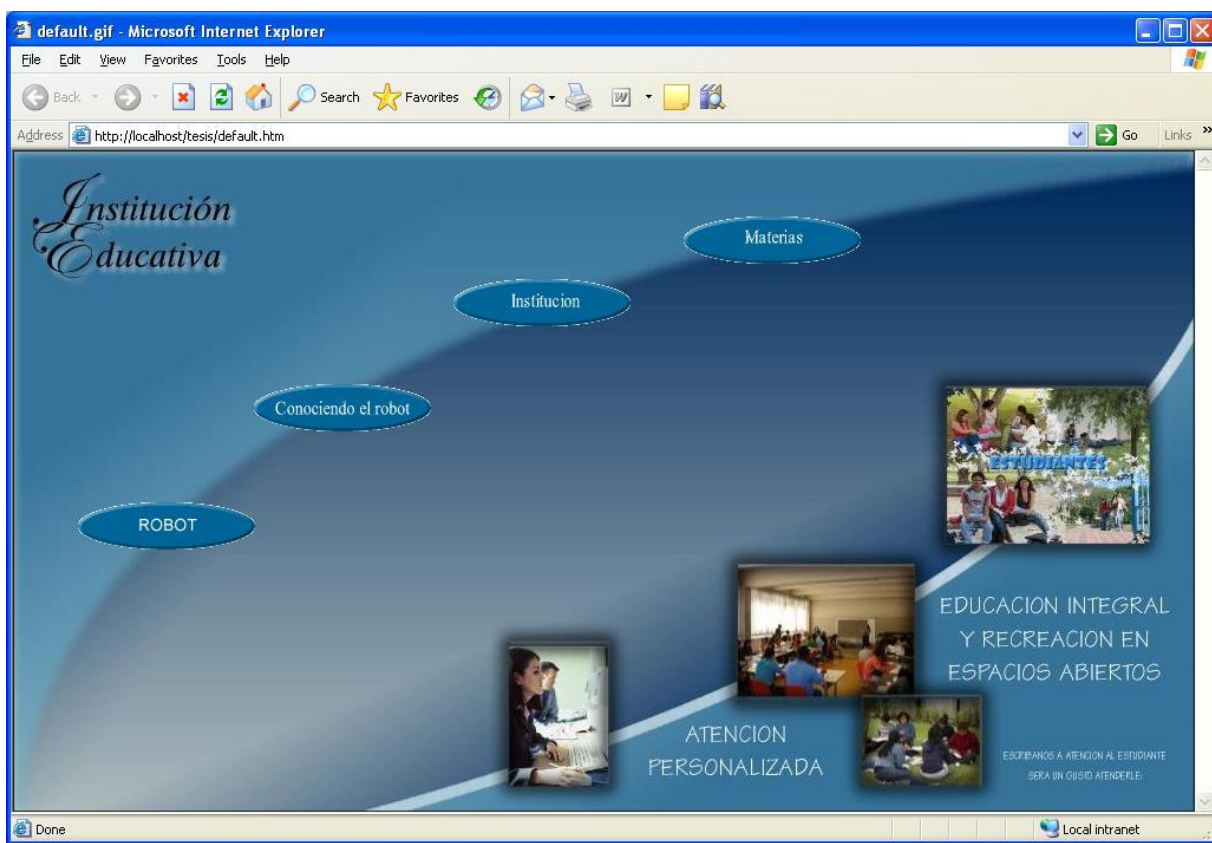 default.gif - Microsoft Internet Explorer
File Edit View Favorites Tools Help
Back Search Favorites
Address http://localhost/tesis/default.htm Go Links »
Institución
Educativa
Materias
Institucion
Conociendo el robot
ROBOT
ESTUDIANTES
EDUCACION INTEGRAL
Y RECREACION EN
ESPACIOS ABIERTOS
ATENCION
PERSONALIZADA
ESCRIBANOS A ATENCION AL ESTUDIANTE
SERA UN GUSTO ATENDERLE:
Done Local intranet